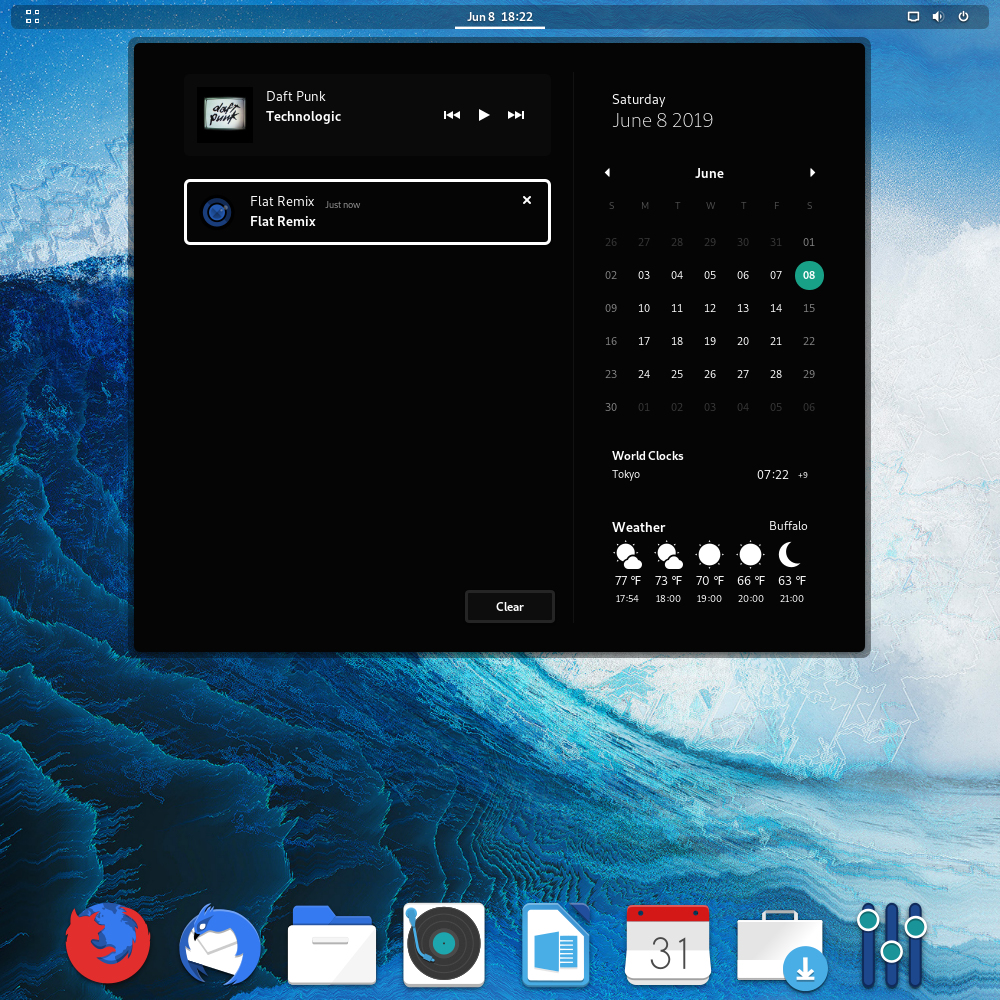 Jun 8 18:22
daft punk
Daft Punk
Technologic
Flat Remix Just now
Flat Remix
Clear
Saturday
June 8 2019
June
S M T W T F S
26 27 28 29 30 31 01
02 03 04 05 06 07 08
09 10 11 12 13 14 15
16 17 18 19 20 21 22
23 24 25 26 27 28 29
30 01 02 03 04 05 06
World Clocks
Tokyo 07:22 +9
Weather Buffalo
77 °F 73 °F 70 °F 66 °F 63 °F
17:54 18:00 19:00 20:00 21:00
31